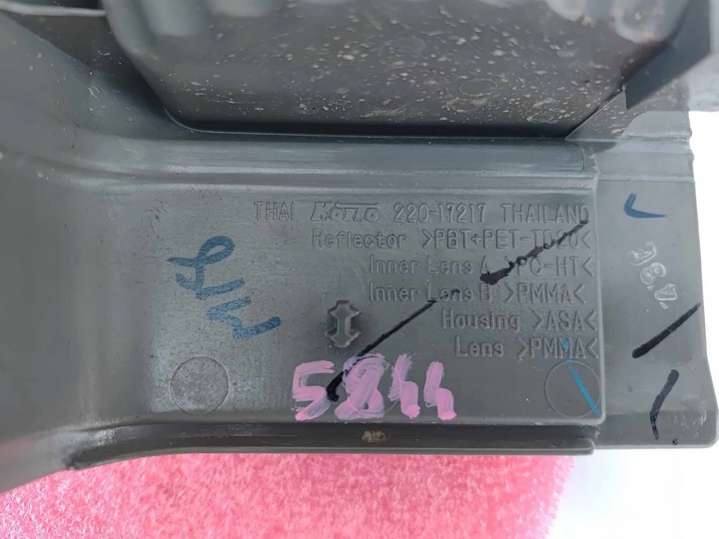 THAI KOITO 220-17217 THAILAND
Reflector >PBT+PET-TD20<
Inner Lens A >PC-HT<
Inner Lens B >PMMA<
Housing >ASA<
Lens >PMMA<
5844